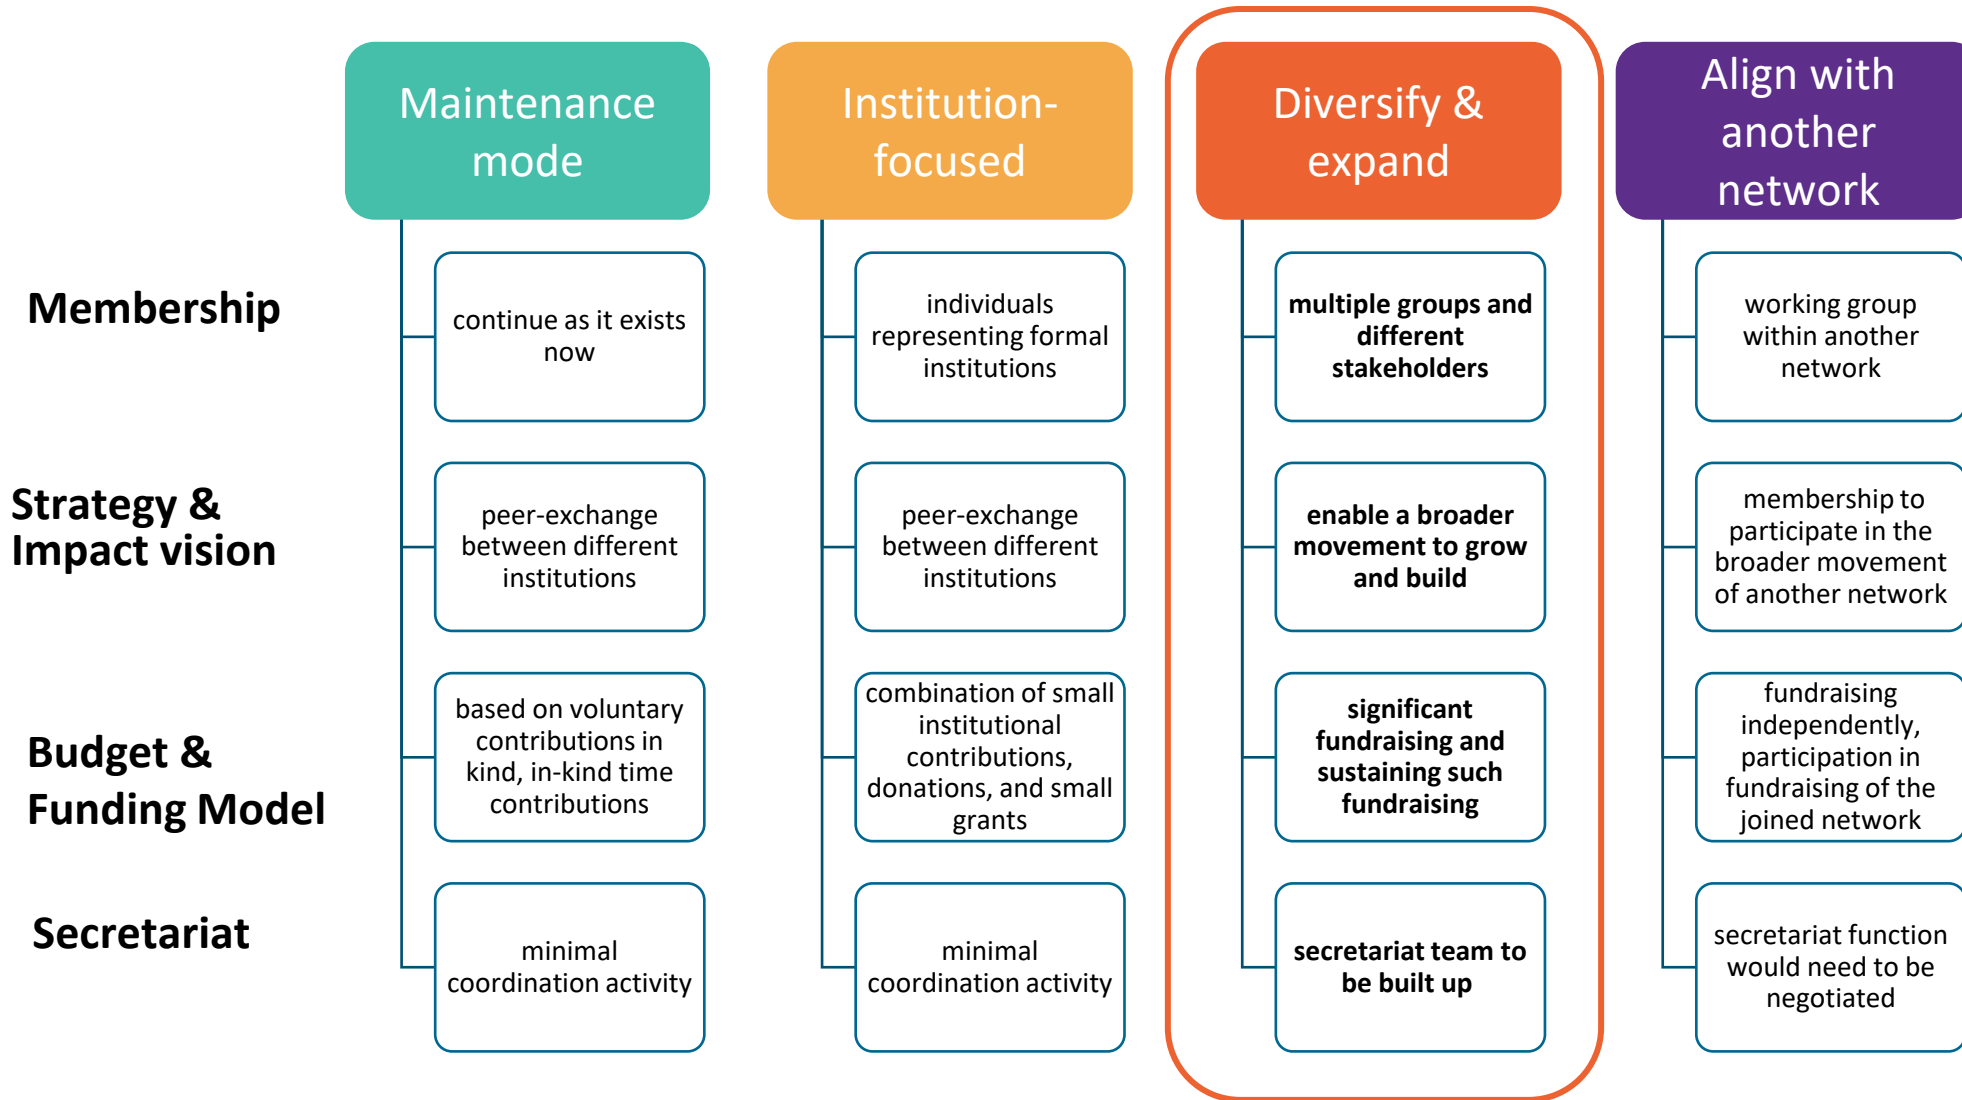 Maintenance
mode
Institution-
focused
Diversify &
expand
Align with
another
network
Membership
continue as it exists
now
individuals
representing formal
institutions
multiple groups and
different
stakeholders
working group
within another
network
Strategy &
Impact vision
peer-exchange
between different
institutions
peer-exchange
between different
institutions
enable a broader
movement to grow
and build
membership to
participate in the
broader movement
of another network
Budget &
Funding Model
based on voluntary
contributions in
kind, in-kind time
contributions
combination of small
institutional
contributions,
donations, and small
grants
significant
fundraising and
sustaining such
fundraising
fundraising
independently,
participation in
fundraising of the
joined network
Secretariat
minimal
coordination activity
minimal
coordination activity
secretariat team to
be built up
secretariat function
would need to be
negotiated